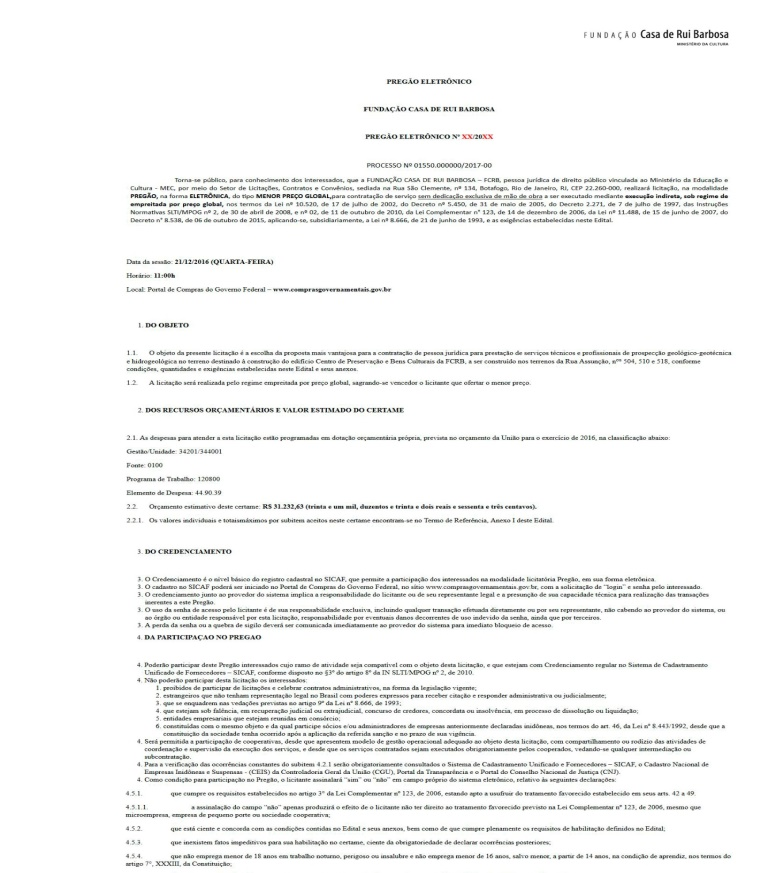 FUNDAÇÃO Casa de Rui Barbosa
MINISTÉRIO DA CULTURA
PREGÃO ELETRÔNICO
FUNDAÇÃO CASA DE RUI BARBOSA
PREGÃO ELETRÔNICO Nº XX/20XX
PROCESSO Nº 01550.000000/2017-00
Torna-se público, para conhecimento dos interessados, que a FUNDAÇÃO CASA DE RUI BARBOSA – FCRB, pessoa jurídica de direito público vinculada ao Ministério da Educação e
Cultura - MEC, por meio do Setor de Licitações, Contratos e Convênios, sediada na Rua São Clemente, nº 134, Botafogo, Rio de Janeiro, RJ, CEP 22.260-000, realizará licitação, na modalidade
PREGÃO, na forma ELETRÔNICA, do tipo MENOR PREÇO GLOBAL,para contratação de serviço sem dedicação exclusiva de mão de obra a ser executado mediante execução indireta, sob regime de
empreitada por preço global, nos termos da Lei nº 10.520, de 17 de julho de 2002, do Decreto nº 5.450, de 31 de maio de 2005, do Decreto 2.271, de 7 de julho de 1997, das Instruções
Normativas SLTI/MPOG nº 2, de 30 de abril de 2008, e nº 02, de 11 de outubro de 2010, da Lei Complementar n° 123, de 14 de dezembro de 2006, da Lei nº 11.488, de 15 de junho de 2007, do
Decreto n° 8.538, de 06 de outubro de 2015, aplicando-se, subsidiariamente, a Lei nº 8.666, de 21 de junho de 1993, e as exigências estabelecidas neste Edital.
Data da sessão: 21/12/2016 (QUARTA-FEIRA)
Horário: 11:00h
Local: Portal de Compras do Governo Federal – www.comprasgovernamentais.gov.br
1. DO OBJETO
1.1. O objeto da presente licitação é a escolha da proposta mais vantajosa para a contratação de pessoa jurídica para prestação de serviços técnicos e profissionais de prospecção geológico-geotécnica
e hidrogeológica no terreno destinado à construção do edifício Centro de Preservação e Bens Culturais da FCRB, a ser construído nos terrenos da Rua Assunção, nºs 504, 510 e 518, conforme
condições, quantidades e exigências estabelecidas neste Edital e seus anexos.
1.2. A licitação será realizada pelo regime empreitada por preço global, sagrando-se vencedor o licitante que ofertar o menor preço.
2. DOS RECURSOS ORÇAMENTÁRIOS E VALOR ESTIMADO DO CERTAME
2.1. As despesas para atender a esta licitação estão programadas em dotação orçamentária própria, prevista no orçamento da União para o exercício de 2016, na classificação abaixo:
Gestão/Unidade: 34201/344001
Fonte: 0100
Programa de Trabalho: 120800
Elemento de Despesa: 44.90.39
2.2. Orçamento estimativo deste certame: R$ 31.232,63 (trinta e um mil, duzentos e trinta e dois reais e sessenta e três centavos).
2.2.1. Os valores individuais e totaismáximos por subitem aceitos neste certame encontram-se no Termo de Referência, Anexo I deste Edital.
3. DO CREDENCIAMENTO
3. O Credenciamento é o nível básico do registro cadastral no SICAF, que permite a participação dos interessados na modalidade licitatória Pregão, em sua forma eletrônica.
3. O cadastro no SICAF poderá ser iniciado no Portal de Compras do Governo Federal, no sítio www.comprasgovernamentais.gov.br, com a solicitação de "login" e senha pelo interessado.
3. O credenciamento junto ao provedor do sistema implica a responsabilidade do licitante ou de seu representante legal e a presunção de sua capacidade técnica para realização das transações
inerentes a este Pregão.
3. O uso da senha de acesso pelo licitante é de sua responsabilidade exclusiva, incluindo qualquer transação efetuada diretamente ou por seu representante, não cabendo ao provedor do sistema, ou
ao órgão ou entidade responsável por esta licitação, responsabilidade por eventuais danos decorrentes de uso indevido da senha, ainda que por terceiros.
3. A perda da senha ou a quebra de sigilo deverá ser comunicada imediatamente ao provedor do sistema para imediato bloqueio de acesso.
4. DA PARTICIPAÇAO NO PREGAO
4. Poderão participar deste Pregão interessados cujo ramo de atividade seja compatível com o objeto desta licitação, e que estejam com Credenciamento regular no Sistema de Cadastramento
Unificado de Fornecedores – SICAF, conforme disposto no §3º do artigo 8º da IN SLTI/MPOG nº 2, de 2010.
4. Não poderão participar desta licitação os interessados:
1. proibidos de participar de licitações e celebrar contratos administrativos, na forma da legislação vigente;
2. estrangeiros que não tenham representação legal no Brasil com poderes expressos para receber citação e responder administrativa ou judicialmente;
3. que se enquadrem nas vedações previstas no artigo 9º da Lei nº 8.666, de 1993;
4. que estejam sob falência, em recuperação judicial ou extrajudicial, concurso de credores, concordata ou insolvência, em processo de dissolução ou liquidação;
5. entidades empresariais que estejam reunidas em consórcio;
6. constituídas com o mesmo objeto e da qual participe sócios e/ou administradores de empresas anteriormente declaradas inidôneas, nos termos do art. 46, da Lei nº 8.443/1992, desde que a
constituição da sociedade tenha ocorrido após a aplicação da referida sanção e no prazo de sua vigência.
4. Será permitida a participação de cooperativas, desde que apresentem modelo de gestão operacional adequado ao objeto desta licitação, com compartilhamento ou rodízio das atividades de
coordenação e supervisão da execução dos serviços, e desde que os serviços contratados sejam executados obrigatoriamente pelos cooperados, vedando-se qualquer intermediação ou
subcontratação.
4. Para a verificação das ocorrências constantes do subitem 4.2.1 serão obrigatoriamente consultados o Sistema de Cadastrado Unificado e Fornecedores – SICAF, o Cadastro Nacional de
Empresas Inidôneas e Suspensas - (CEIS) da Controladoria Geral da União (CGU), Portal da Transparência e o Portal do Conselho Nacional de Justiça (CNJ).
4. Como condição para participação no Pregão, o licitante assinalará "sim" ou "não" em campo próprio do sistema eletrônico, relativo às seguintes declarações:
4.5.1. que cumpre os requisitos estabelecidos no artigo 3° da Lei Complementar nº 123, de 2006, estando apto a usufruir do tratamento favorecido estabelecido em seus arts. 42 a 49.
4.5.1.1. a assinalação do campo "não" apenas produzirá o efeito de o licitante não ter direito ao tratamento favorecido previsto na Lei Complementar nº 123, de 2006, mesmo que
microempresa, empresa de pequeno porte ou sociedade cooperativa;
4.5.2. que está ciente e concorda com as condições contidas no Edital e seus anexos, bem como de que cumpre plenamente os requisitos de habilitação definidos no Edital;
4.5.3. que inexistem fatos impeditivos para sua habilitação no certame, ciente da obrigatoriedade de declarar ocorrências posteriores;
4.5.4. que não emprega menor de 18 anos em trabalho noturno, perigoso ou insalubre e não emprega menor de 16 anos, salvo menor, a partir de 14 anos, na condição de aprendiz, nos termos do
artigo 7°, XXXIII, da Constituição;